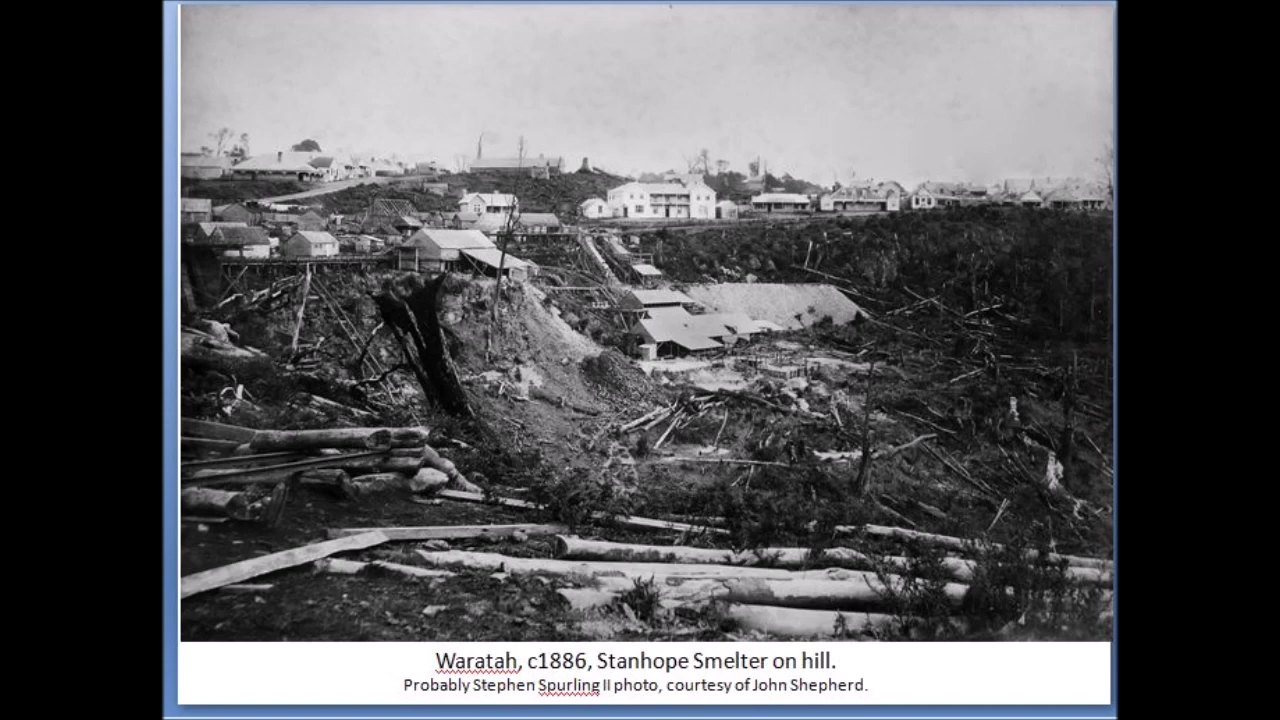 Waratah, c1886, Stanhope Smelter on hill.
Probably Stephen Spurling II photo, courtesy of John Shepherd.